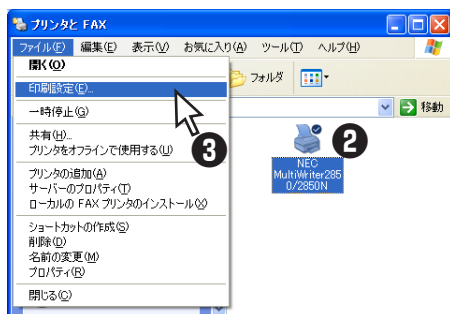 プリンタと FAX
ファイル(F) 編集(E) 表示(V) お気に入り(A) ツール(T) ヘルプ(H)
開く(O)
印刷設定(E)...
一時停止(G)
共有(H)...
プリンタをオフラインで使用する(U)
プリンタの追加(A)
サーバーのプロパティ(T)
ローカルの FAX プリンタのインストール(X)
ショートカットの作成(S)
削除(D)
名前の変更(M)
プロパティ(R)
閉じる(C)
フォルダ
移動
3
2
NEC
MultiWriter285
0/2850N